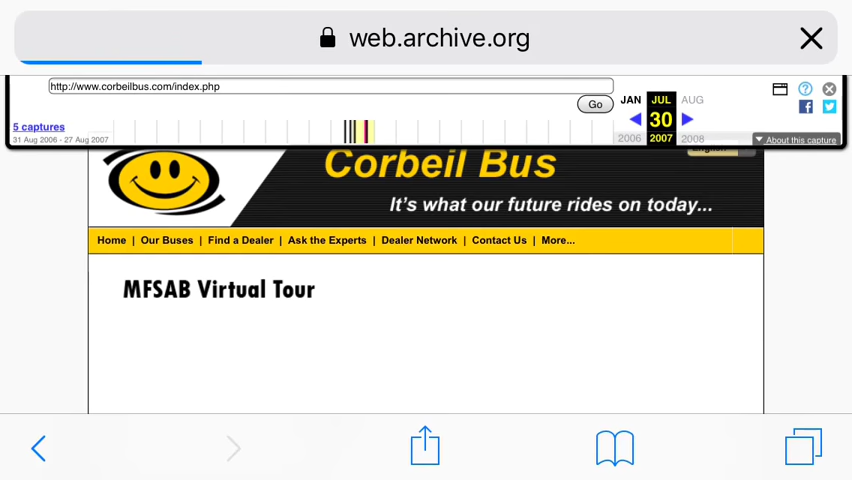 web.archive.org
http://www.corbeilbus.com/index.php
Go
JAN JUL AUG
5 captures
30
31 Aug 2006 - 27 Aug 2007
2006 2007 2008
About this capture
Corbeil Bus
It's what our future rides on today...
Home | Our Buses | Find a Dealer | Ask the Experts | Dealer Network | Contact Us | More...
MFSAB Virtual Tour